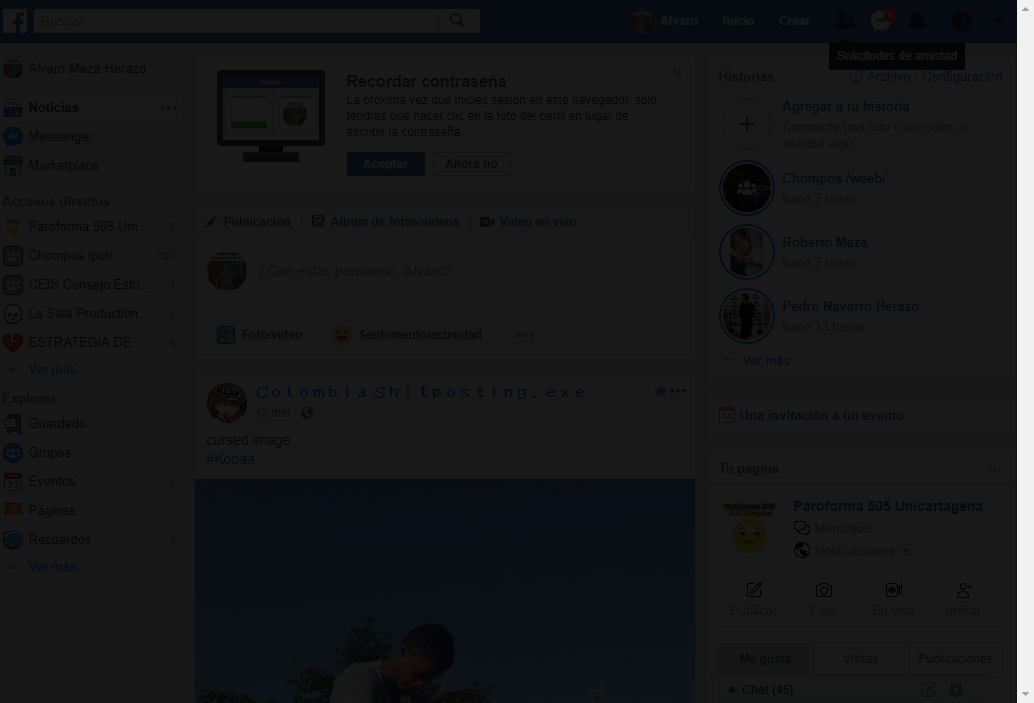 Buscar
Alvaro
Inicio
Crear
1
Solicitudes de amistad
Alvaro Meza Herazo
Noticias
Messenger
Marketplace
Accesos directos
Paroforma 505 Uni... 6
Chompos /pol/ 20+
CEIS Consejo Estu... 1
La Sala Production... 1
ESTRATEGIA DE ... 6
Ver más...
Explorar
Guardado
Grupos
Eventos 1
Páginas
Recuerdos 4
Ver más...
Recordar contraseña
La próxima vez que inicies sesión en este navegador, solo
tendrás que hacer clic en la foto del perfil en lugar de
escribir la contraseña.
Aceptar
Ahora no
Publicación
Álbum de fotos/videos
Video en vivo
¿Qué estás pensando, Alvaro?
Foto/video
Sentimiento/actividad
ＣｏｌｏｍｂｉａＳｈｉｔｐｏｓｔｉｎｇ．ｅｘｅ
12 min ·
cursed image
#Kobaa
Historias
Archivo · Configuración
Agregar a tu historia
Comparte una foto o un video, o
escribe algo
Chompos /weeb/
hace 2 horas
Roberto Meza
hace 2 horas
Pedro Navarro Herazo
hace 13 horas
Ver más
Una invitación a un evento
Tu página
Paroforma 505 Unicartagena
Mensajes
Notificaciones 6
Publicar
Foto
En vivo
Invitar
Me gusta
Visitas
Publicaciones
Chat (45)